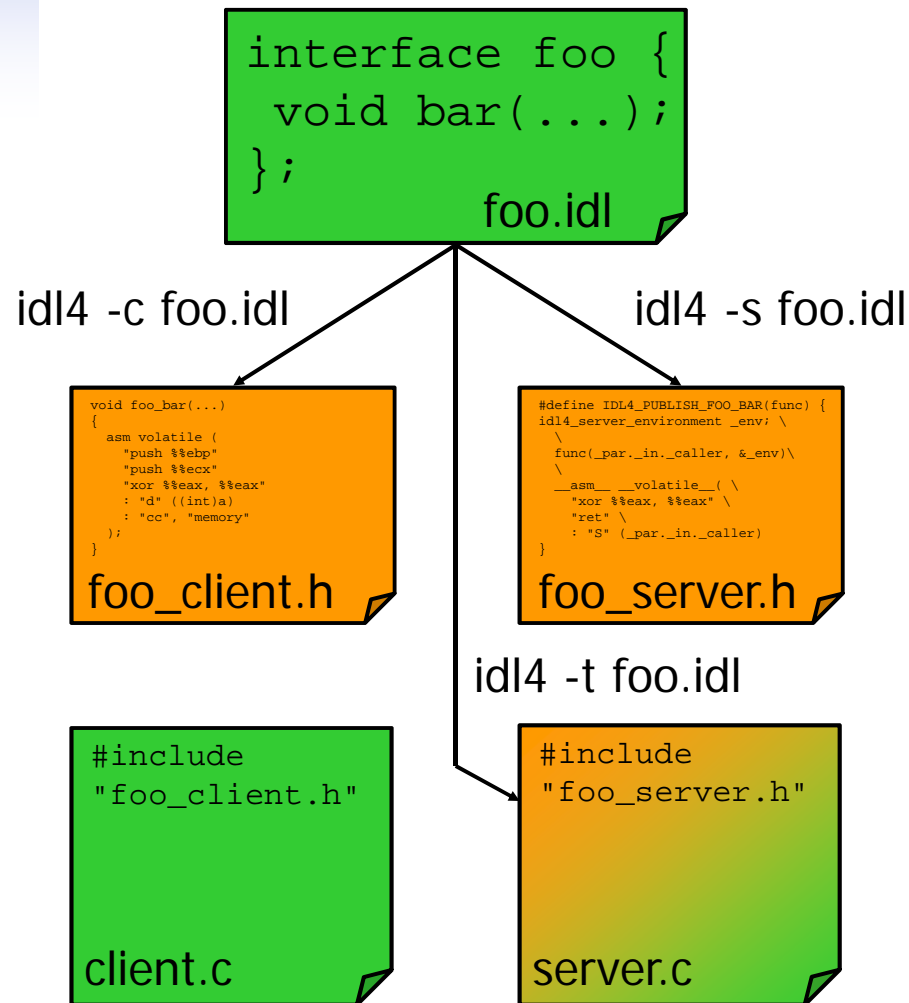 interface foo {
 void bar(...);
};
foo.idl
idl4 -c foo.idl
idl4 -s foo.idl
void foo_bar(...)
{
  asm volatile (
    "push %%ebp"
    "push %%ecx"
    "xor %%eax, %%eax"
    : "d" ((int)a)
    : "cc", "memory"
  );
}
foo_client.h
#define IDL4_PUBLISH_FOO_BAR(func) {
idl4_server_environment _env; \
  \
  func(_par._in._caller, &_env)\
  \
  __asm__ __volatile__( \
    "xor %%eax, %%eax" \
    "ret" \
    : "S" (_par._in._caller)
}
foo_server.h
idl4 -t foo.idl
#include
"foo_client.h"
client.c
#include
"foo_server.h"
server.c